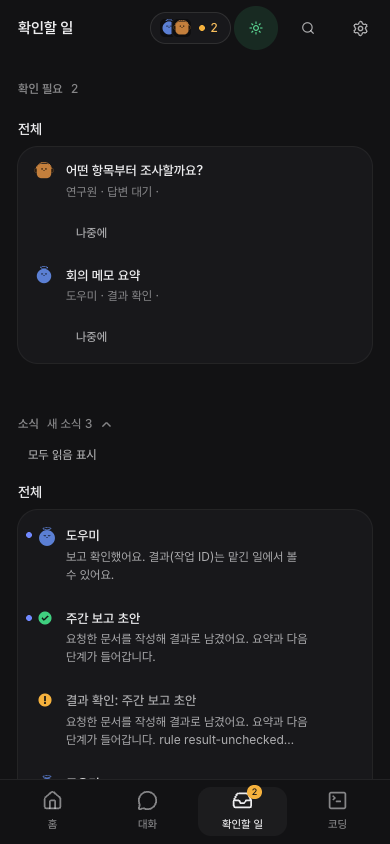 확인할 일
2
확인 필요 2
전체
어떤 항목부터 조사할까요?
연구원 · 답변 대기 ·
나중에
회의 메모 요약
도우미 · 결과 확인 ·
나중에
소식 새 소식 3
모두 읽음 표시
전체
도우미
보고 확인했어요. 결과(작업 ID)는 맡긴 일에서 볼
수 있어요.
주간 보고 초안
요청한 문서를 작성해 결과로 남겼어요. 요약과 다음
단계가 들어갑니다.
결과 확인: 주간 보고 초안
요청한 문서를 작성해 결과로 남겼어요. 요약과 다음
단계가 들어갑니다. rule result-unchecked...
2
홈
대화
확인할 일
코딩